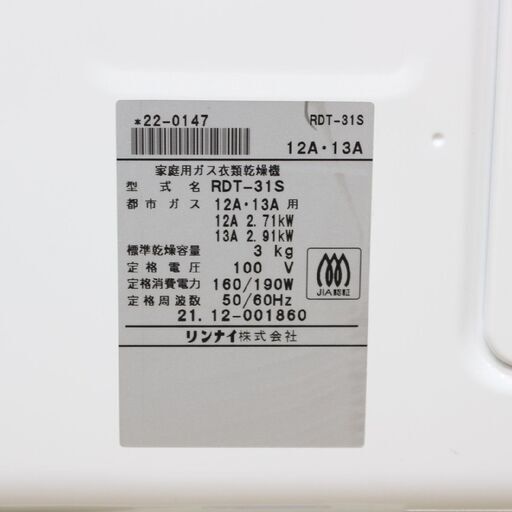 *22-0147 RDT-31S
12A・13A
家庭用ガス衣類乾燥機
型式名 RDT-31S
都市ガス 12A・13A用
12A 2.71kW
13A 2.91kW
標準乾燥容量 3 kg
定格電圧 100 V
定格消費電力 160/190W
定格周波数 50/60Hz
21.12-001860
リンナイ株式会社
JIA認証